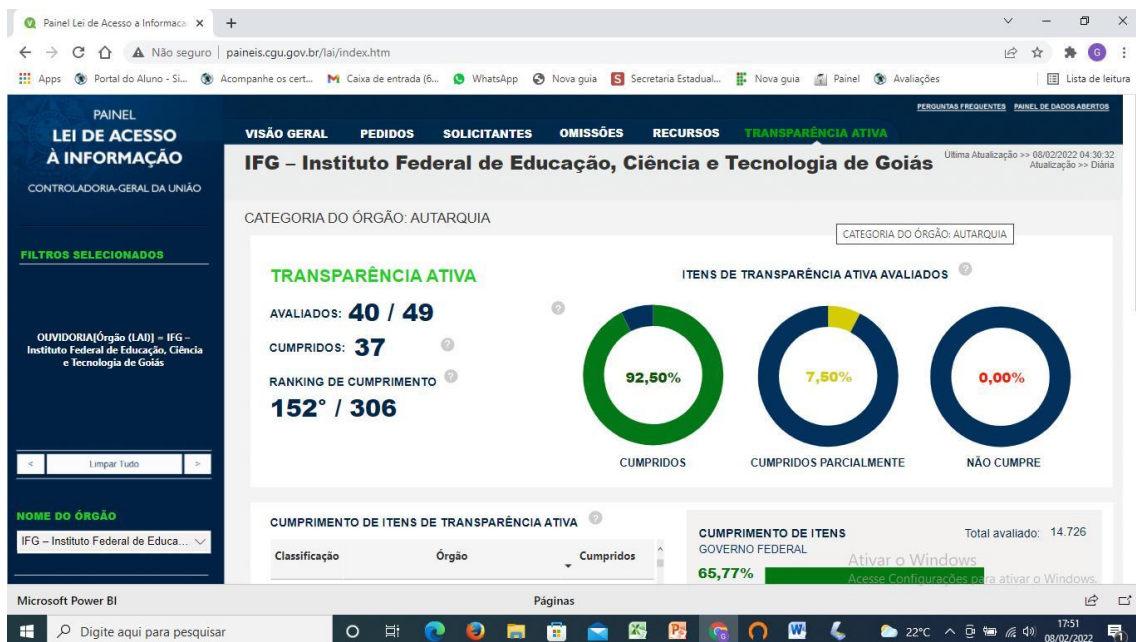 Painel Lei de Acesso a Informaca
Não seguro
paineis.cgu.gov.br/lai/index.htm
G
Apps
Portal do Aluno - Si...
Acompanhe os cert...
Caixa de entrada (6...
WhatsApp
Nova guia
Secretaria Estadual...
Nova guia
Painel
Avaliações
Lista de leitura
PAINEL
LEI DE ACESSO
À INFORMAÇÃO
CONTROLADORIA-GERAL DA UNIÃO
PERGUNTAS FREQUENTES PAINEL DE DADOS ABERTOS
VISÃO GERAL PEDIDOS SOLICITANTES OMISSÕES RECURSOS TRANSPARÊNCIA ATIVA
IFG – Instituto Federal de Educação, Ciência e Tecnologia de Goiás
Última Atualização >> 08/02/2022 04:30:32
Atualização >> Diária
CATEGORIA DO ÓRGÃO: AUTARQUIA
CATEGORIA DO ÓRGÃO: AUTARQUIA
FILTROS SELECIONADOS
OUVIDORIA[Órgão (LAI)] = IFG –
Instituto Federal de Educação, Ciência
e Tecnologia de Goiás
< Limpar Tudo >
NOME DO ÓRGÃO
IFG – Instituto Federal de Educa...
TRANSPARÊNCIA ATIVA
AVALIADOS: 40 / 49
CUMPRIDOS: 37
RANKING DE CUMPRIMENTO
152° / 306
ITENS DE TRANSPARÊNCIA ATIVA AVALIADOS
92,50%
7,50%
0,00%
CUMPRIDOS
CUMPRIDOS PARCIALMENTE
NÃO CUMPRE
CUMPRIMENTO DE ITENS DE TRANSPARÊNCIA ATIVA
Classificação Órgão Cumpridos
CUMPRIMENTO DE ITENS
GOVERNO FEDERAL
Total avaliado: 14.726
65,77%
Ativar o Windows
Acesse Configurações para ativar o Windows.
Microsoft Power BI
Páginas
Digite aqui para pesquisar
22°C
17:51
08/02/2022